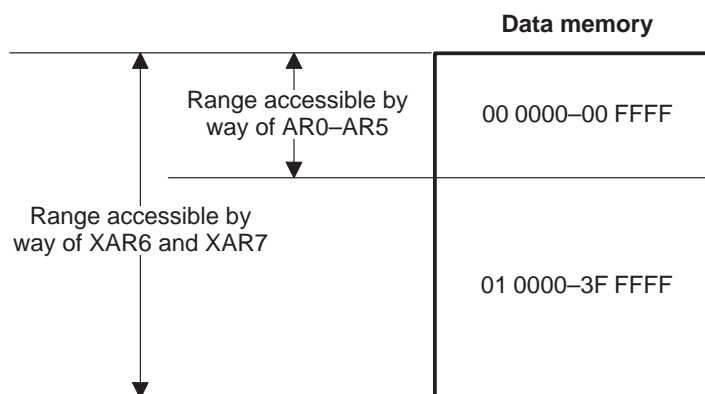 Data memory
Range accessible by
way of AR0–AR5
00 0000–00 FFFF
Range accessible by
way of XAR6 and XAR7
01 0000–3F FFFF